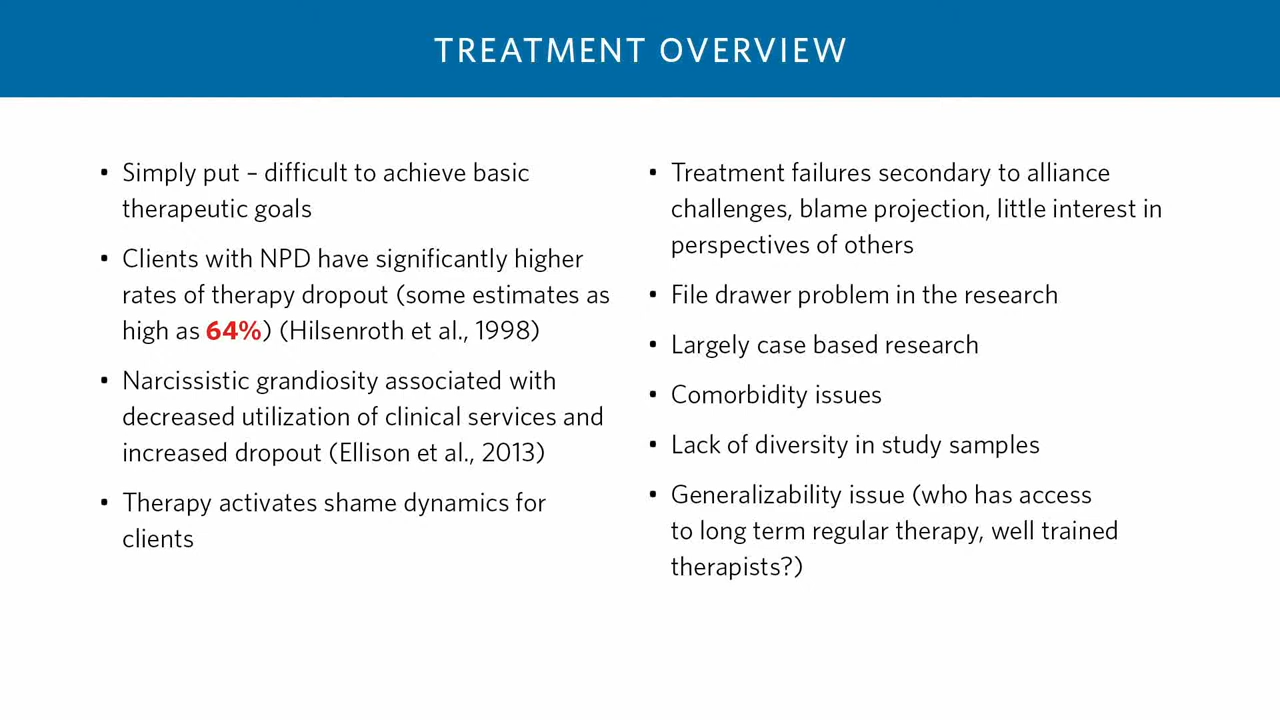 TREATMENT OVERVIEW
• Simply put – difficult to achieve basic
therapeutic goals
• Clients with NPD have significantly higher
rates of therapy dropout (some estimates as
high as 64%) (Hilsenroth et al., 1998)
• Narcissistic grandiosity associated with
decreased utilization of clinical services and
increased dropout (Ellison et al., 2013)
• Therapy activates shame dynamics for
clients
• Treatment failures secondary to alliance
challenges, blame projection, little interest in
perspectives of others
• File drawer problem in the research
• Largely case based research
• Comorbidity issues
• Lack of diversity in study samples
• Generalizability issue (who has access
to long term regular therapy, well trained
therapists?)